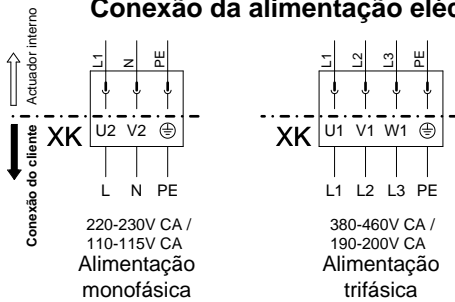 Conexão da alimentação eléc
Actuador interno
Conexão do cliente
L1 N PE
XK U2 V2
L N PE
220-230V CA /
110-115V CA
Alimentação
monofásica
L1 L2 L3 PE
XK U1 V1 W1
L1 L2 L3 PE
380-460V CA /
190-200V CA
Alimentação
trifásica